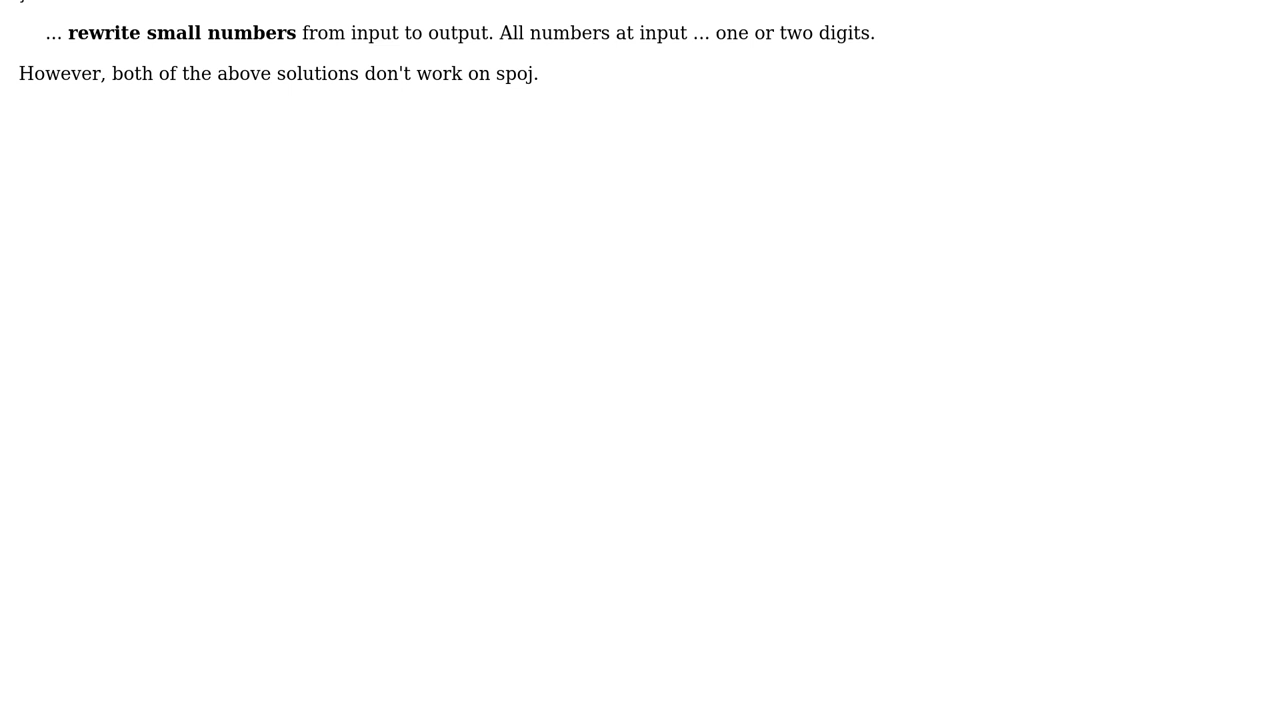 ... rewrite small numbers from input to output. All numbers at input ... one or two digits.
However, both of the above solutions don't work on spoj.